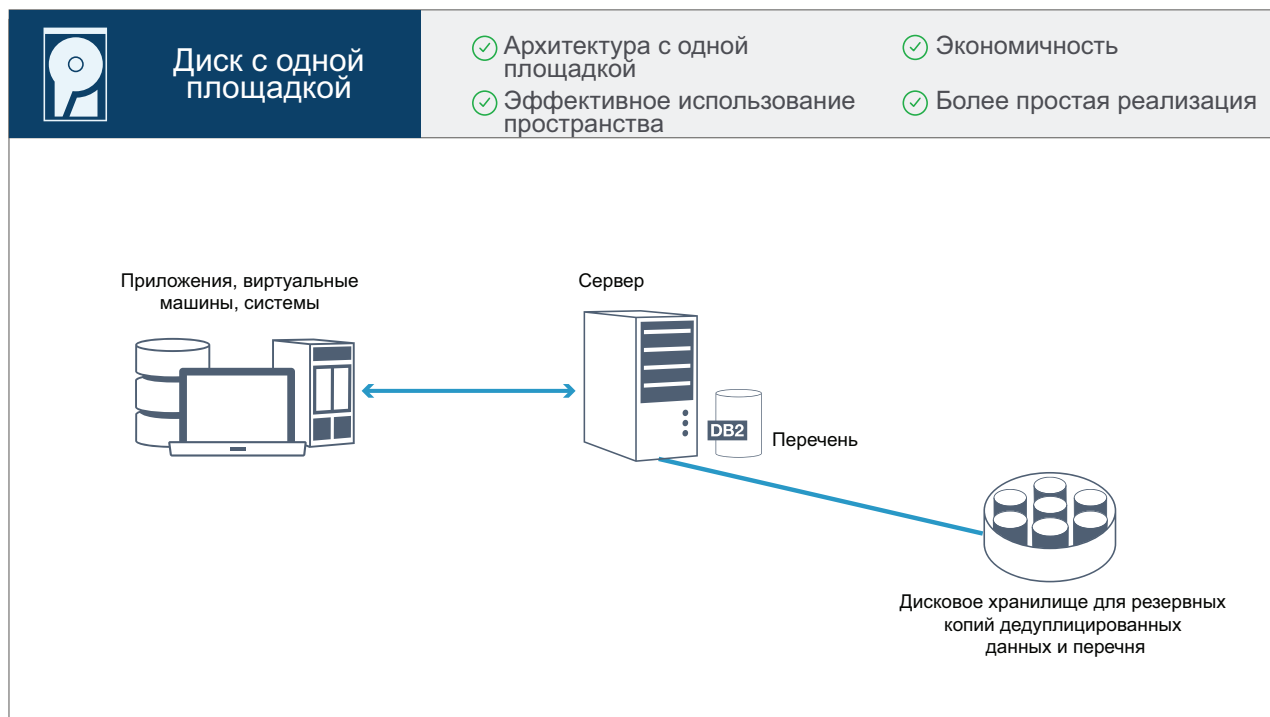 Диск с одной
площадкой
Архитектура с одной
площадкой
Эффективное использование
пространства
Экономичность
Более простая реализация
Приложения, виртуальные
машины, системы
Сервер
DB2
Перечень
Дисковое хранилище для резервных
копий дедуплицированных
данных и перечня